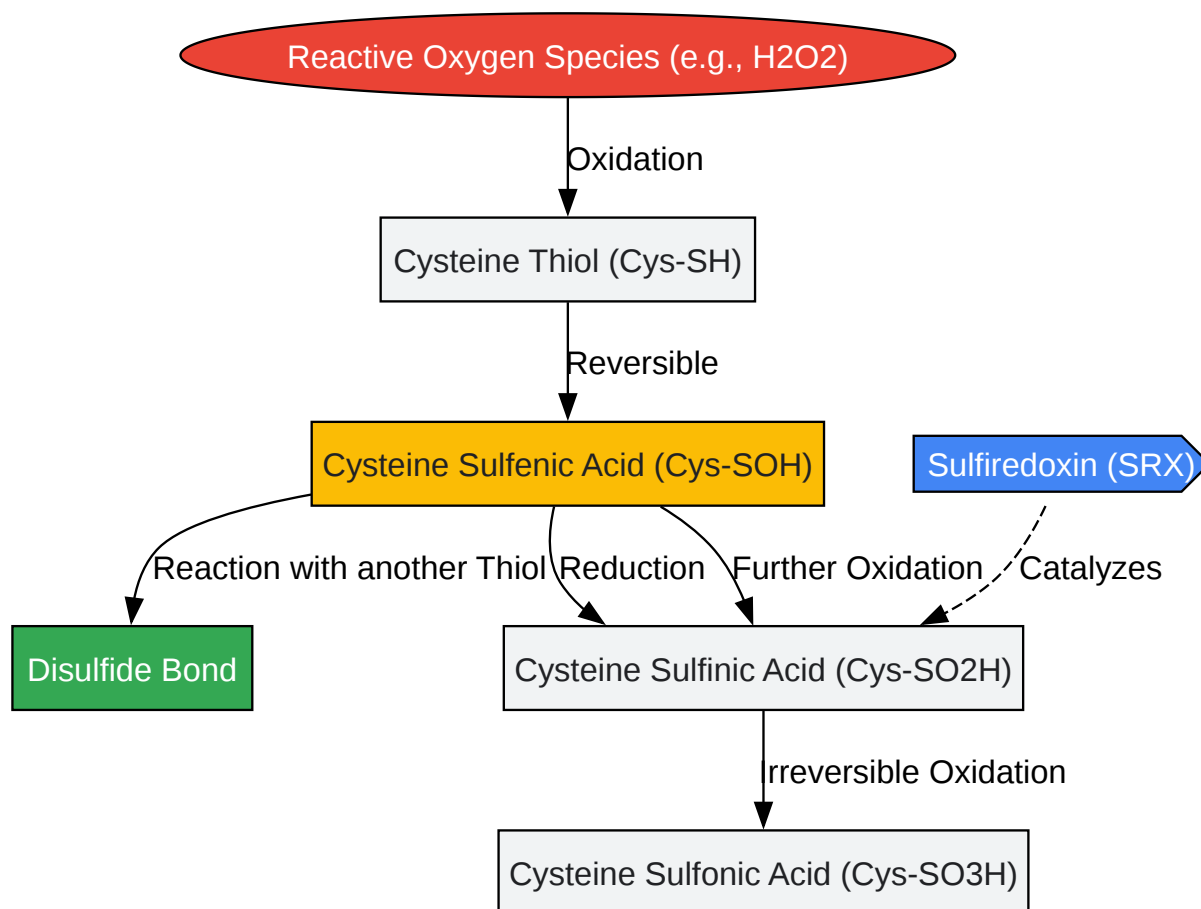 Reactive Oxygen Species (e.g., H2O2)
Oxidation
Cysteine Thiol (Cys-SH)
Reversible
Cysteine Sulfenic Acid (Cys-SOH)
Sulfiredoxin (SRX)
Reaction with another Thiol
Reduction
Further Oxidation
Catalyzes
Disulfide Bond
Cysteine Sulfinic Acid (Cys-SO2H)
Irreversible Oxidation
Cysteine Sulfonic Acid (Cys-SO3H)